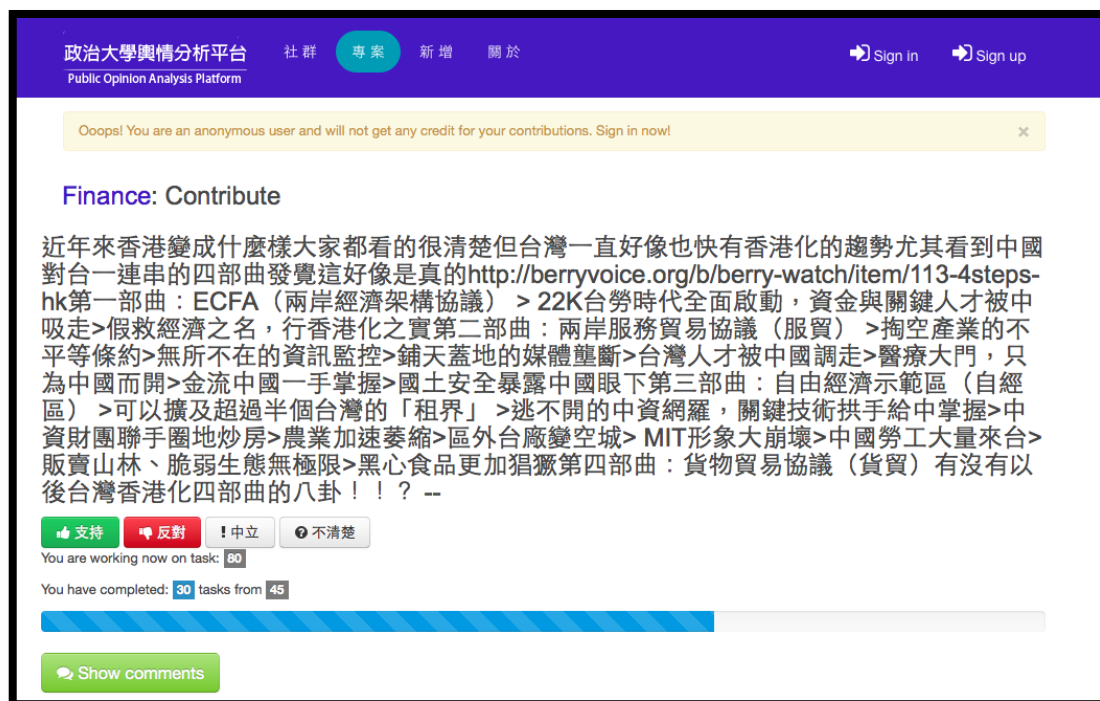 政治大學輿情分析平台 社群 專案 新增 關於 Sign in Sign up
Public Opinion Analysis Platform
Ooops! You are an anonymous user and will not get any credit for your contributions. Sign in now! ×
Finance: Contribute
近年來香港變成什麼樣大家都看的很清楚但台灣一直好像也快有香港化的趨勢尤其看到中國
對台一連串的四部曲發覺這好像是真的http://berryvoice.org/b/berry-watch/item/113-4steps-
hk第一部曲：ECFA（兩岸經濟架構協議） > 22K台勞時代全面啟動，資金與關鍵人才被中
吸走>假救經濟之名，行香港化之實第二部曲：兩岸服務貿易協議（服貿） >掏空產業的不
平等條約>無所不在的資訊監控>鋪天蓋地的媒體壟斷>台灣人才被中國調走>醫療大門，只
為中國而開>金流中國一手掌握>國土安全暴露中國眼下第三部曲：自由經濟示範區（自經
區） >可以擴及超過半個台灣的「租界」 >逃不開的中資網羅，關鍵技術拱手給中掌握>中
資財團聯手圈地炒房>農業加速萎縮>區外台廠變空城> MIT形象大崩壞>中國勞工大量來台>
販賣山林、脆弱生態無極限>黑心食品更加猖獗第四部曲：貨物貿易協議（貨貿）有沒有以
後台灣香港化四部曲的八卦！！？ --
支持 反對 中立 不清楚
You are working now on task: 80
You have completed: 30 tasks from 45
Show comments